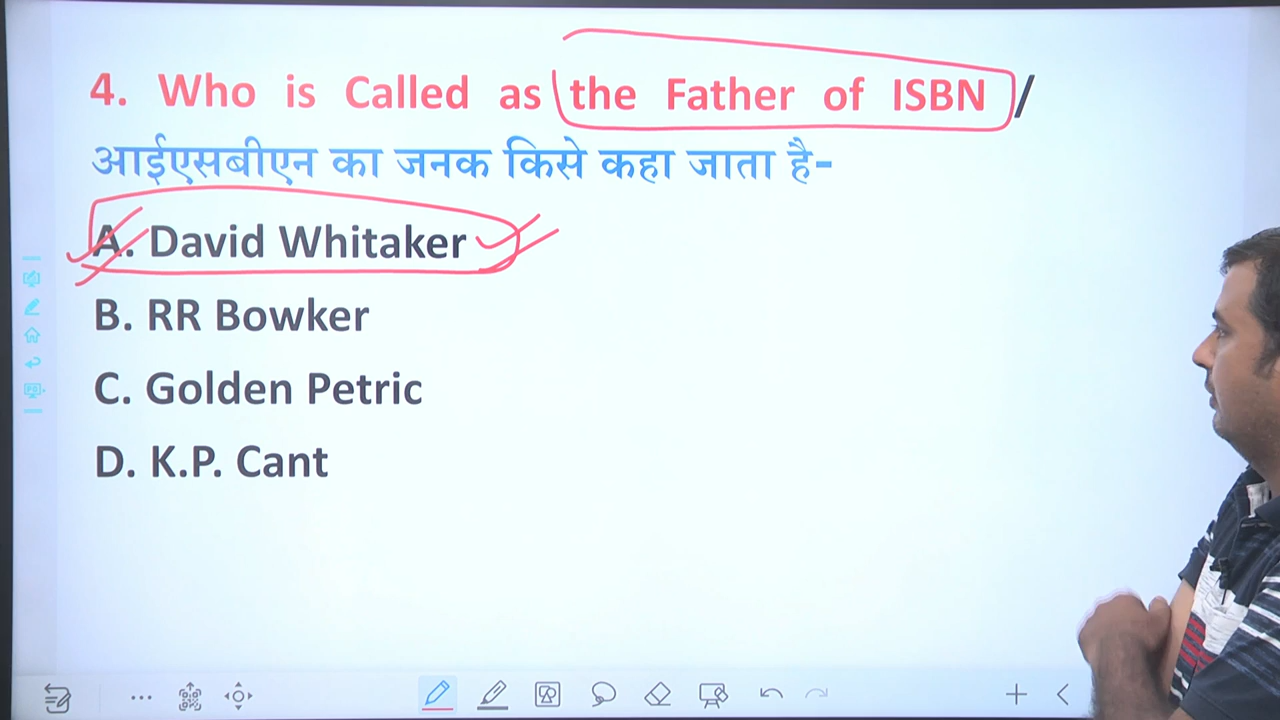 4. Who is Called as the Father of ISBN /
आईएसबीएन का जनक किसे कहा जाता है-
A. David Whitaker
B. RR Bowker
C. Golden Petric
D. K.P. Cant